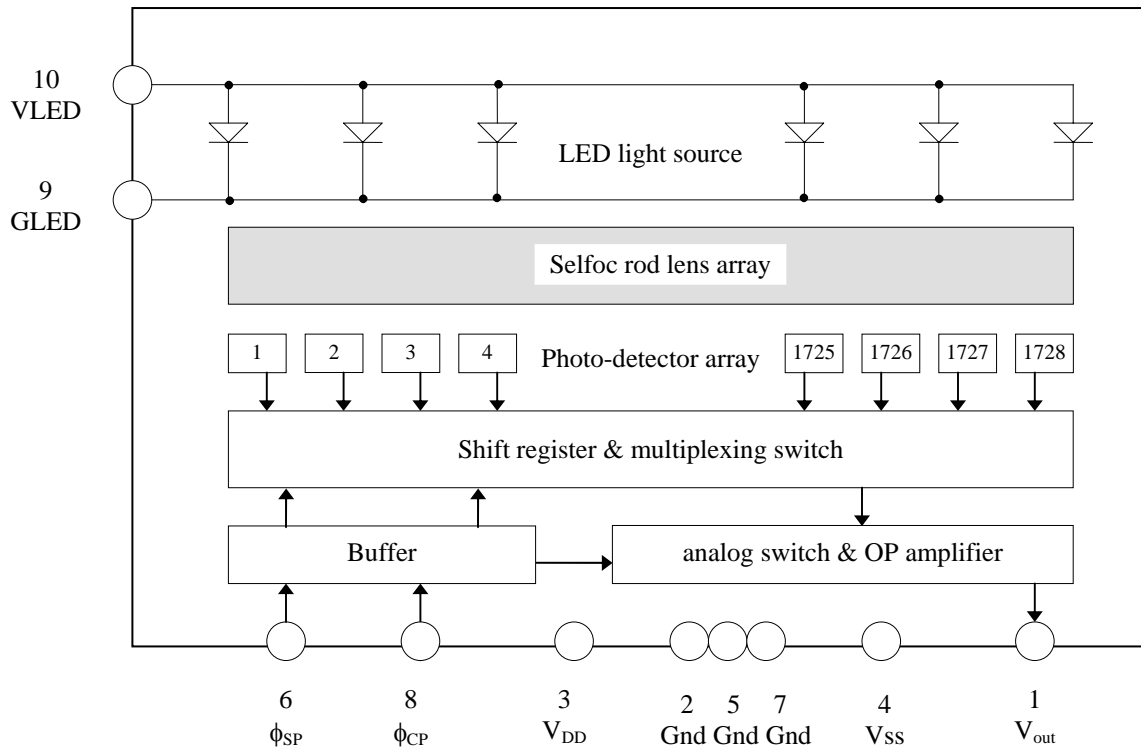 10
VLED
LED light source
9
GLED
Selfoc rod lens array
1 2 3 4 Photo-detector array 1725 1726 1727 1728
Shift register & multiplexing switch
Buffer
analog switch & OP amplifier
6 8 3 2 5 7 4 1
ϕSP ϕCP VDD Gnd Gnd Gnd VSS Vout